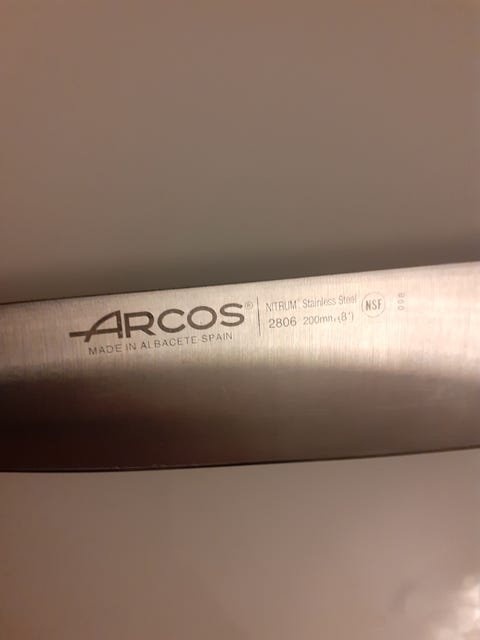 ARCOS®
MADE IN ALBACETE-SPAIN
NITRUM® Stainless Steel
2806 200mm.(8")
NSF